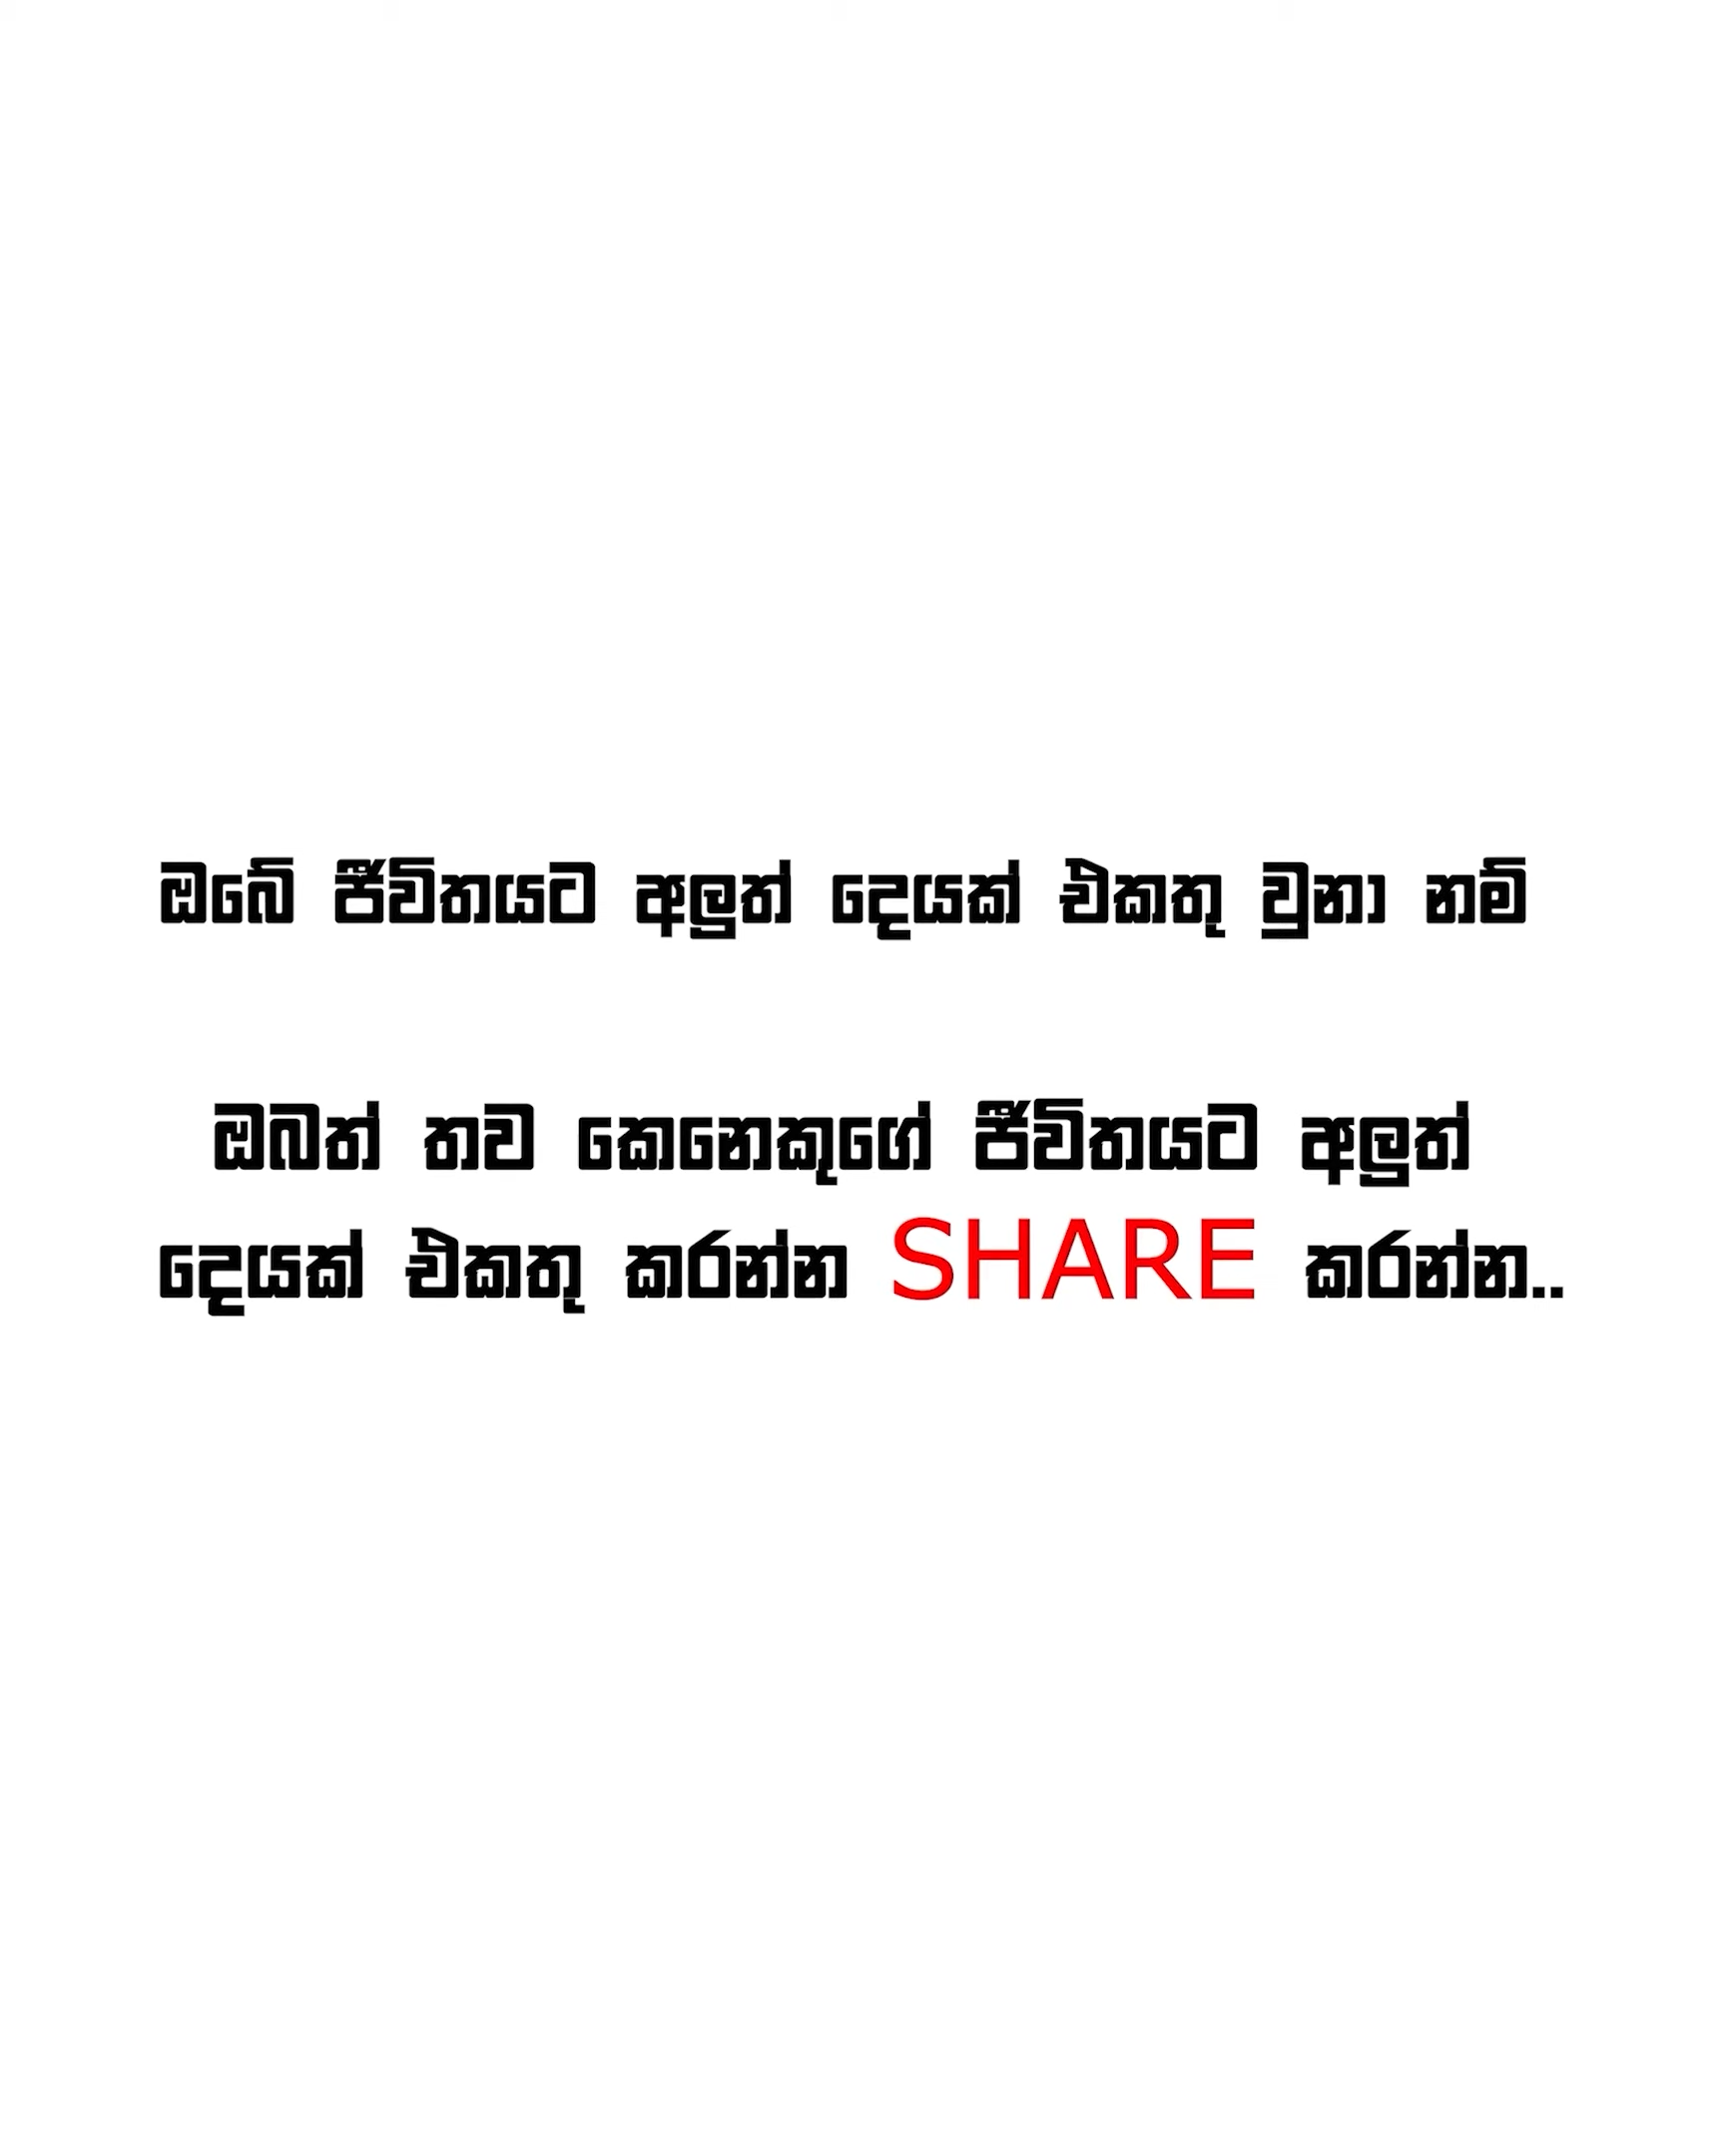 ඔබේ ජීවිතයට අලුත් දෙයක් එකතු වුනා නම්
ඔබත් තව කෙනෙකුගේ ජීවිතයට අලුත්
දෙයක් එකතු කරන්න SHARE කරන්න..